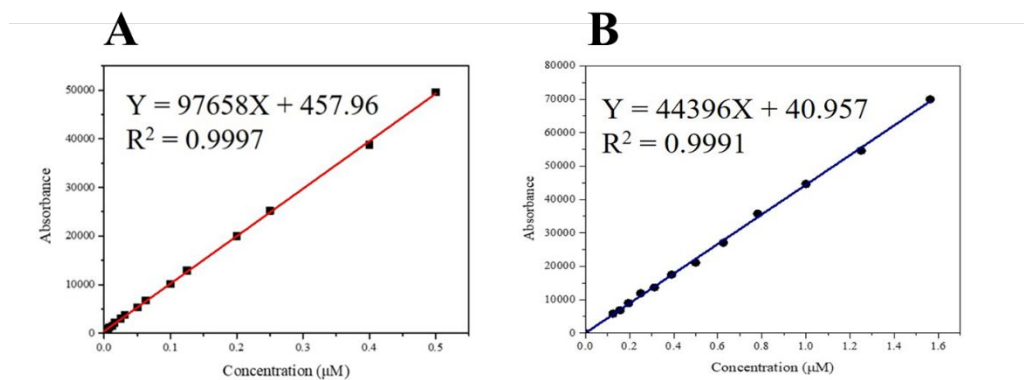 A
Y = 97658X + 457.96
R² = 0.9997
Absorbance
50000
40000
30000
20000
10000
0
0.0 0.1 0.2 0.3 0.4 0.5
Concentration (μM)
B
Y = 44396X + 40.957
R² = 0.9991
Absorbance
80000
70000
60000
50000
40000
30000
20000
10000
0
0.0 0.2 0.4 0.6 0.8 1.0 1.2 1.4 1.6
Concentration (μM)